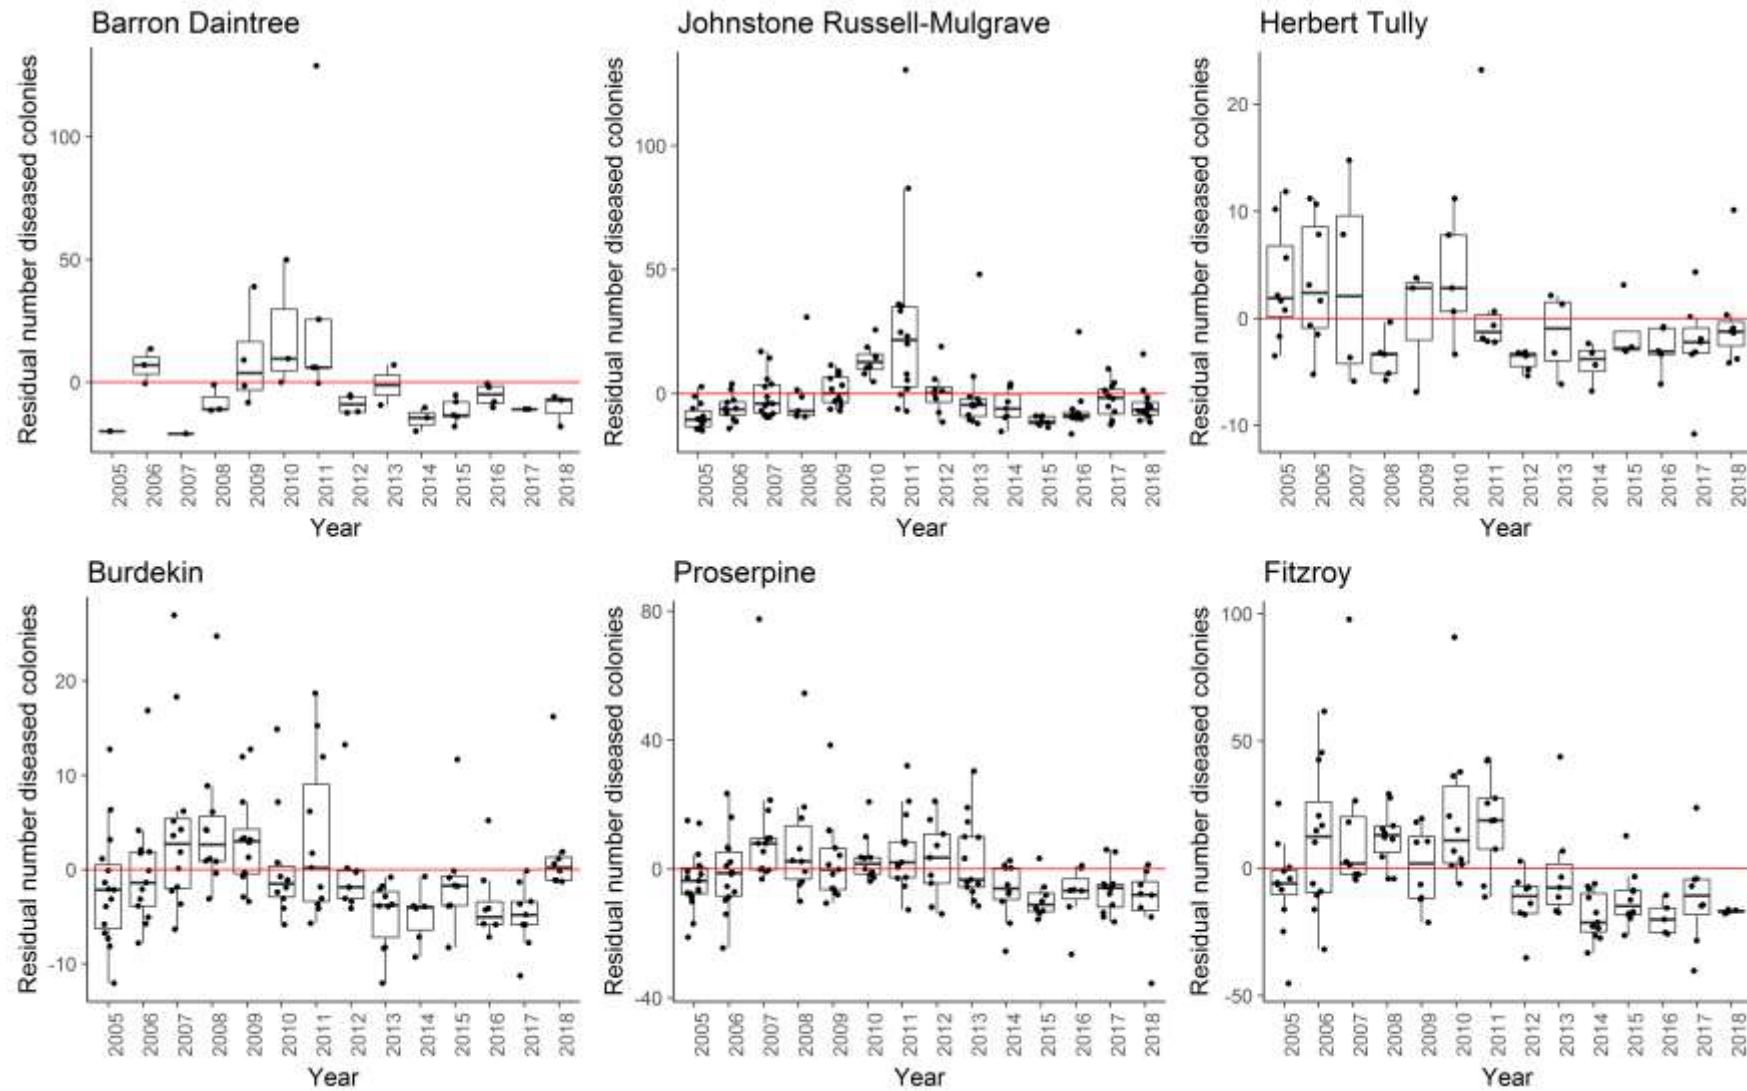 Barron Daintree
Johnstone Russell-Mulgrave
Herbert Tully
Residual number diseased colonies
100
50
0
2005 2006 2007 2008 2009 2010 2011 2012 2013 2014 2015 2016 2017 2018
Year
Residual number diseased colonies
100
50
0
2005 2006 2007 2008 2009 2010 2011 2012 2013 2014 2015 2016 2017 2018
Year
Residual number diseased colonies
20
10
0
-10
2005 2006 2007 2008 2009 2010 2011 2012 2013 2014 2015 2016 2017 2018
Year
Burdekin
Proserpine
Fitzroy
Residual number diseased colonies
20
10
0
-10
2005 2006 2007 2008 2009 2010 2011 2012 2013 2014 2015 2016 2017 2018
Year
Residual number diseased colonies
80
40
0
-40
2005 2006 2007 2008 2009 2010 2011 2012 2013 2014 2015 2016 2017 2018
Year
Residual number diseased colonies
100
50
0
-50
2005 2006 2007 2008 2009 2010 2011 2012 2013 2014 2015 2016 2017 2018
Year